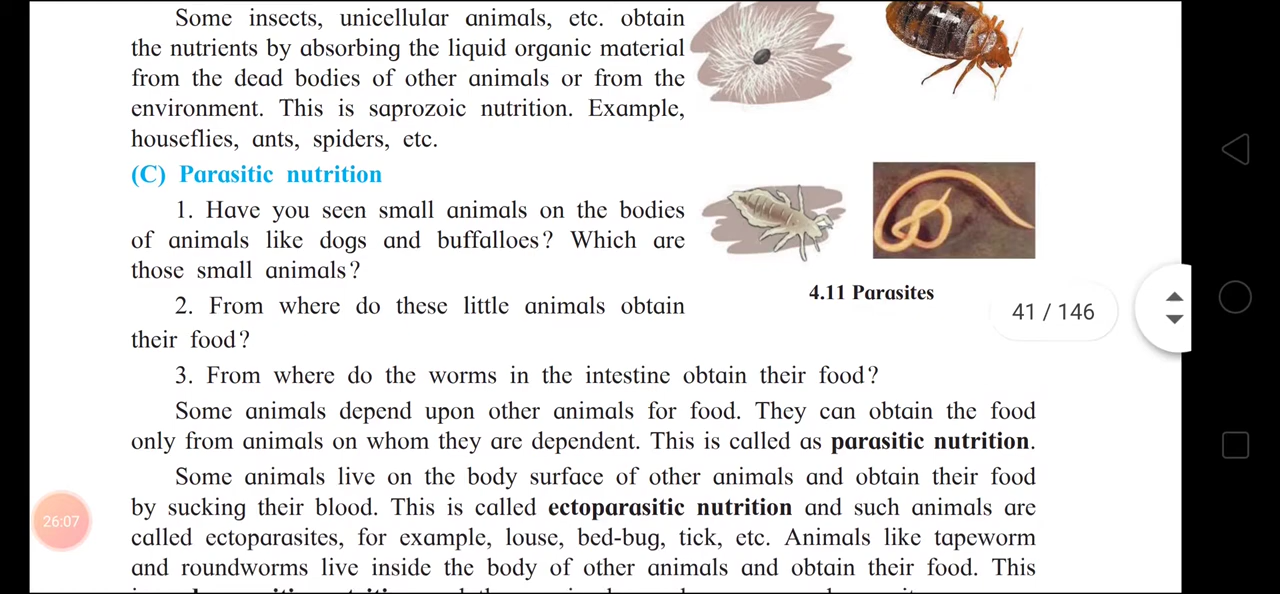 Some insects, unicellular animals, etc. obtain
the nutrients by absorbing the liquid organic material
from the dead bodies of other animals or from the
environment. This is saprozoic nutrition. Example,
houseflies, ants, spiders, etc.
(C) Parasitic nutrition
1. Have you seen small animals on the bodies
of animals like dogs and buffalloes? Which are
those small animals?
4.11 Parasites
2. From where do these little animals obtain
their food?
41 / 146
3. From where do the worms in the intestine obtain their food?
Some animals depend upon other animals for food. They can obtain the food
only from animals on whom they are dependent. This is called as parasitic nutrition.
Some animals live on the body surface of other animals and obtain their food
by sucking their blood. This is called ectoparasitic nutrition and such animals are
26:07
called ectoparasites, for example, louse, bed-bug, tick, etc. Animals like tapeworm
and roundworms live inside the body of other animals and obtain their food. This